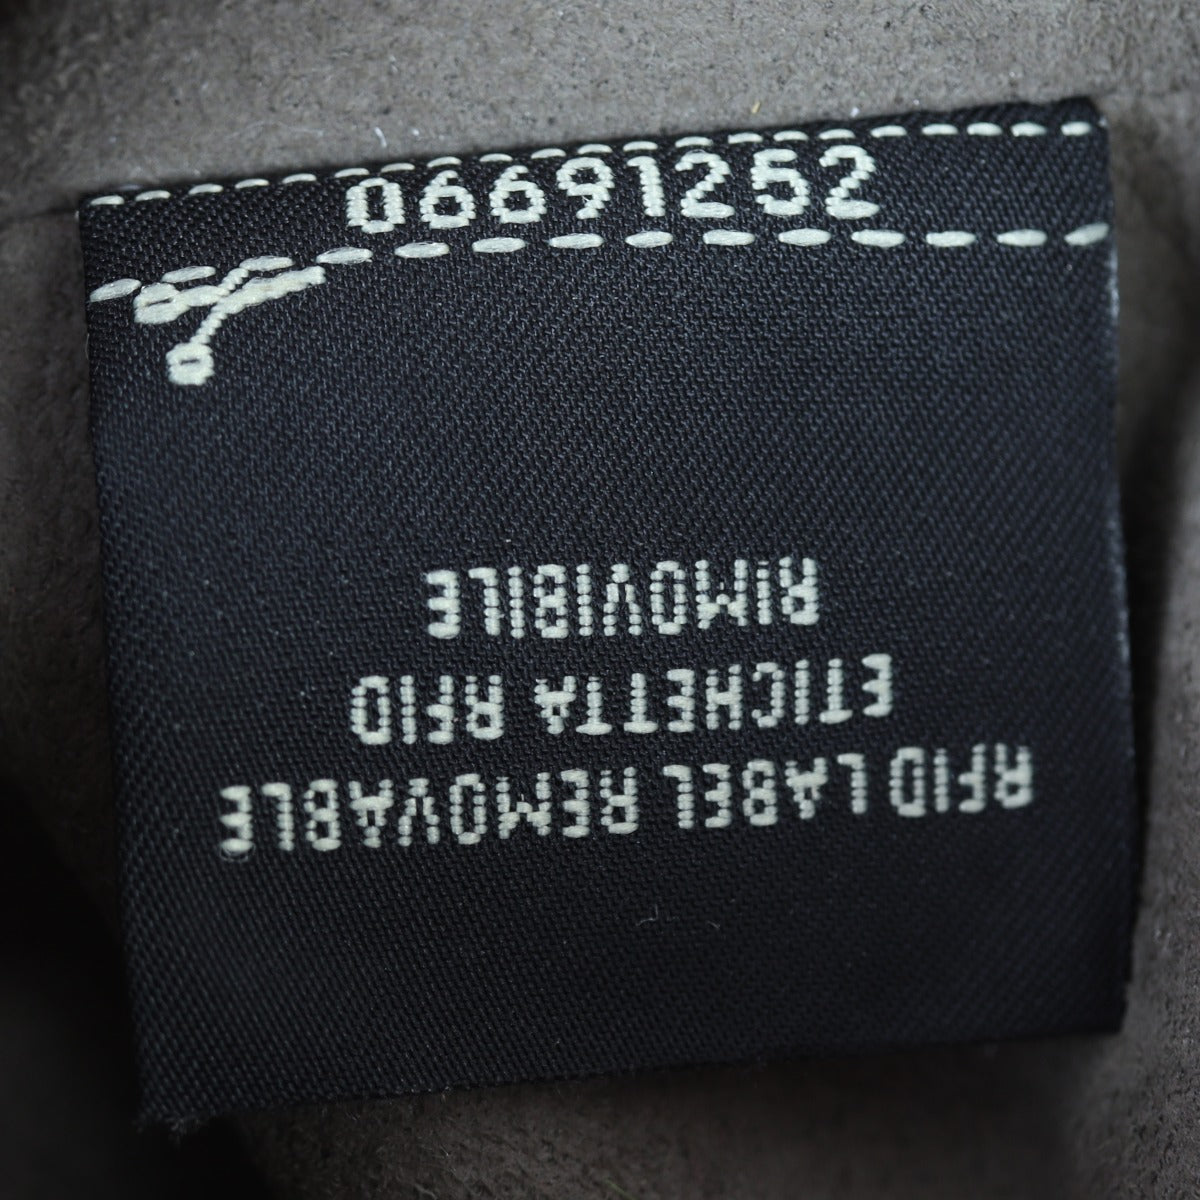 06691252
RFID LABEL REMOVABLE
ETICHETTA RFID
RIMOVIBILE